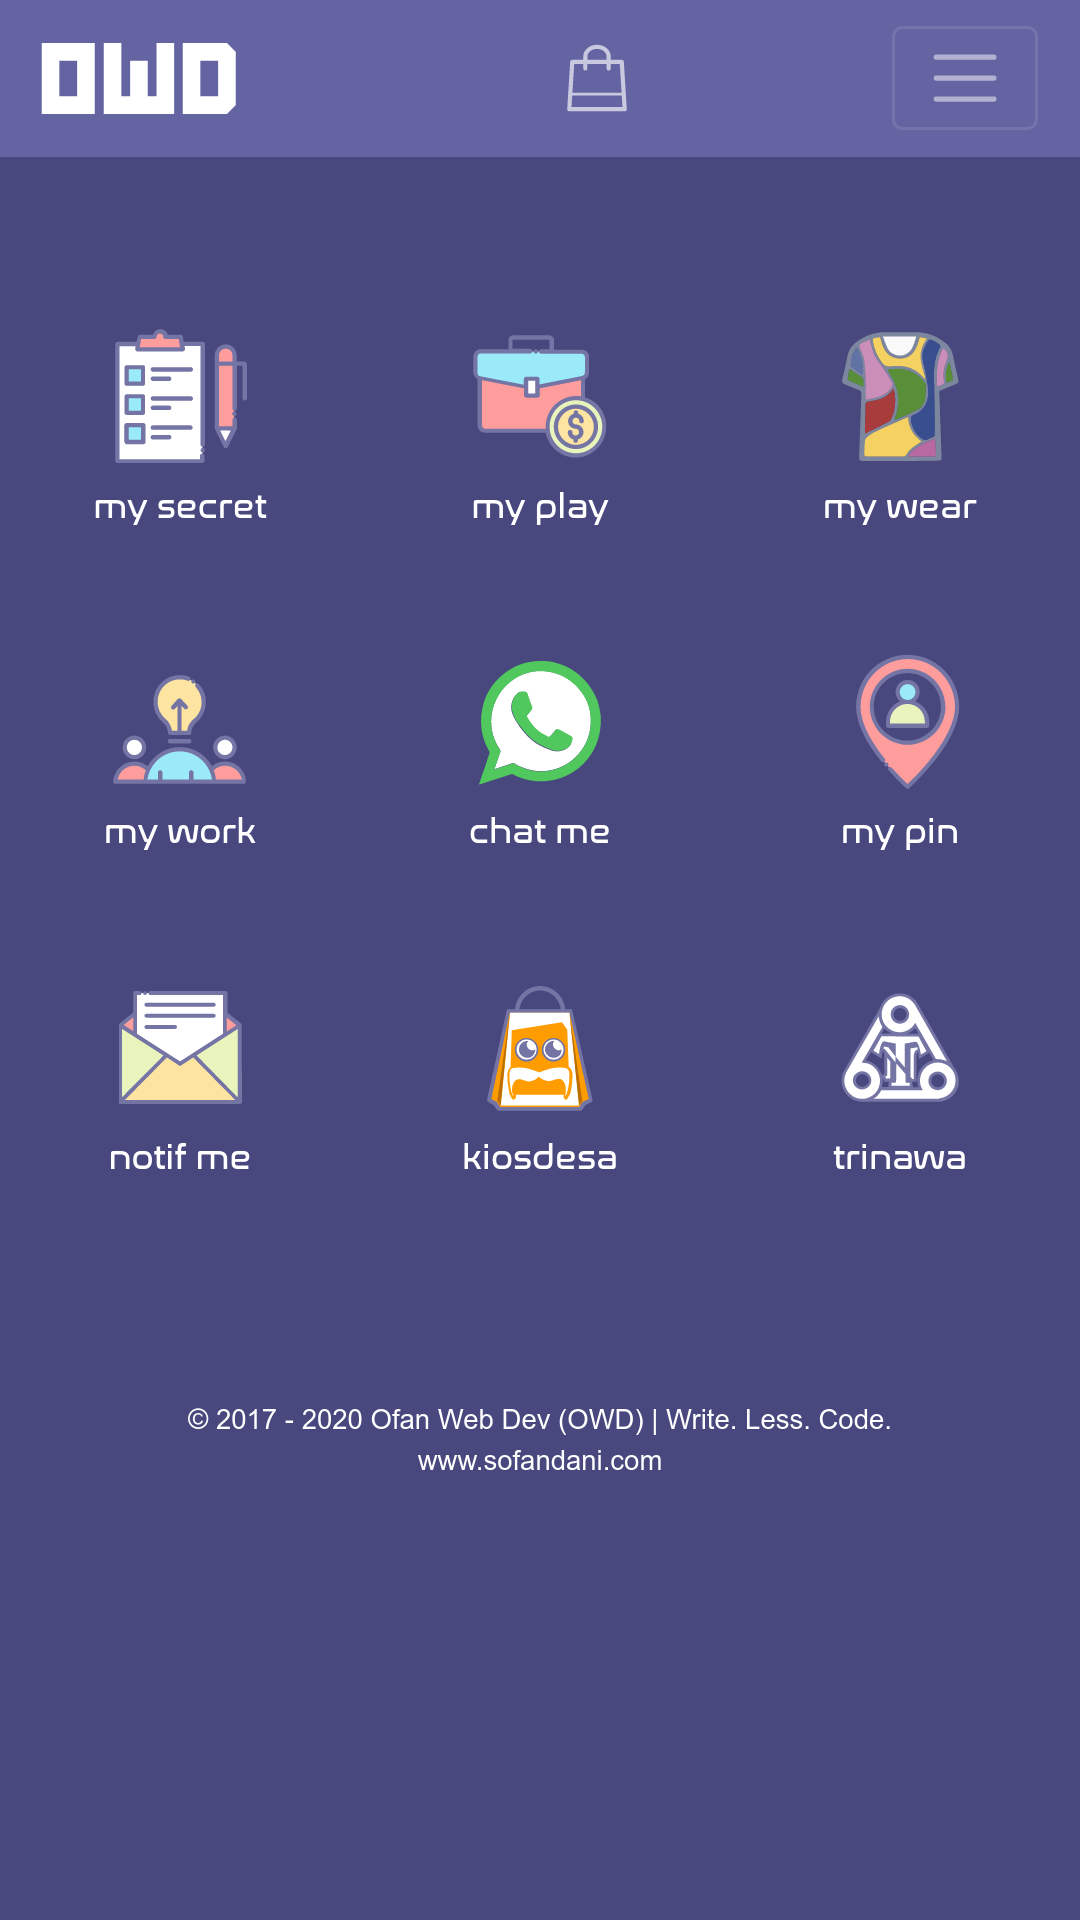 OWD
my secret
my play
my wear
my work
chat me
my pin
notif me
kiosdesa
trinawa
© 2017 - 2020 Ofan Web Dev (OWD) | Write. Less. Code.
www.sofandani.com